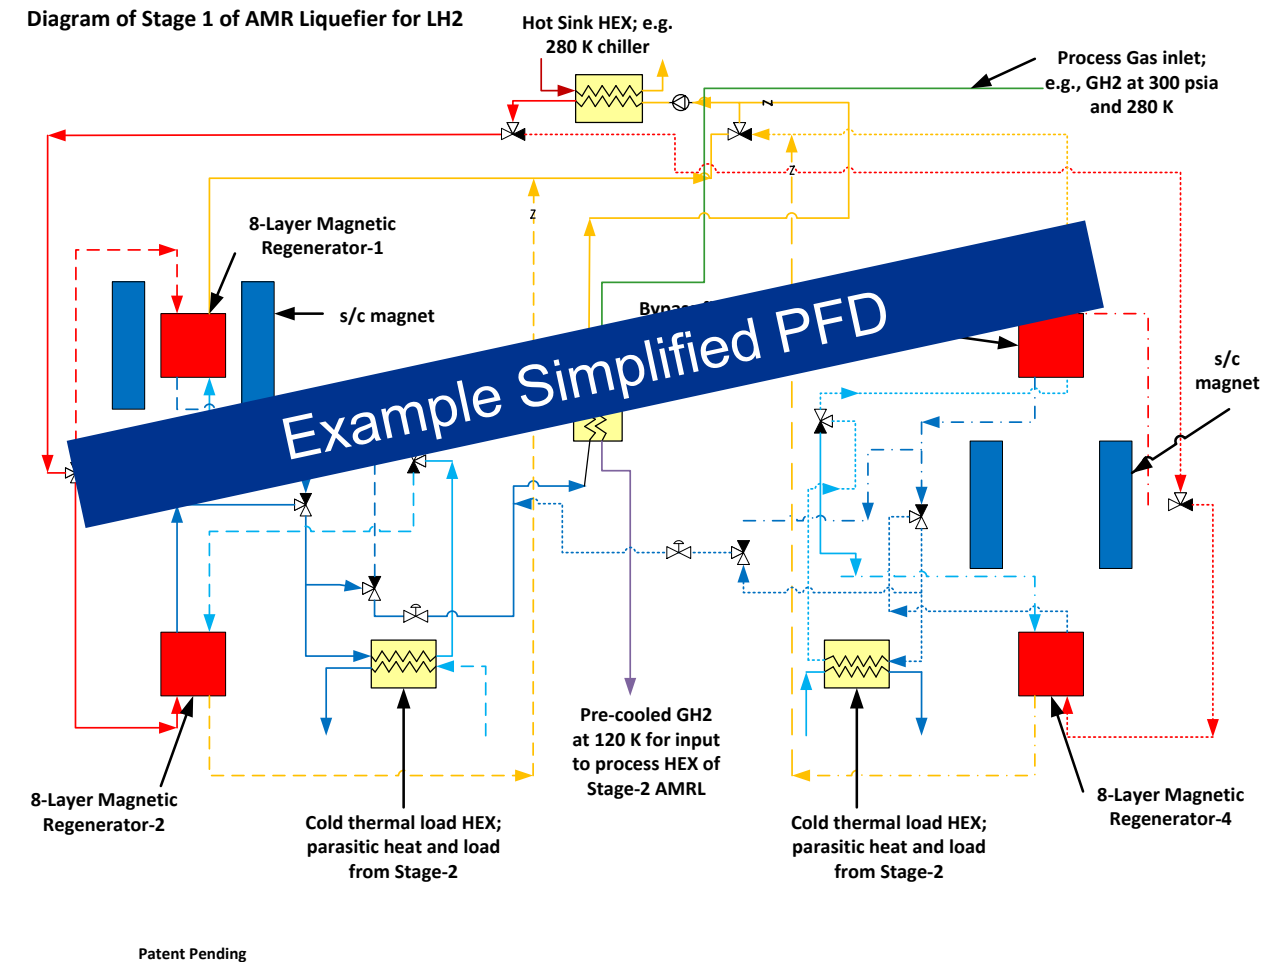 Diagram of Stage 1 of AMR Liquefier for LH2
Hot Sink HEX; e.g.
280 K chiller
Process Gas inlet;
e.g., GH2 at 300 psia
and 280 K
8-Layer Magnetic
Regenerator-1
s/c magnet
s/c
magnet
Example Simplified PFD
Pre-cooled GH2
at 120 K for input
to process HEX of
Stage-2 AMRL
8-Layer Magnetic
Regenerator-2
Cold thermal load HEX;
parasitic heat and load
from Stage-2
Cold thermal load HEX;
parasitic heat and load
from Stage-2
8-Layer Magnetic
Regenerator-4
Patent Pending